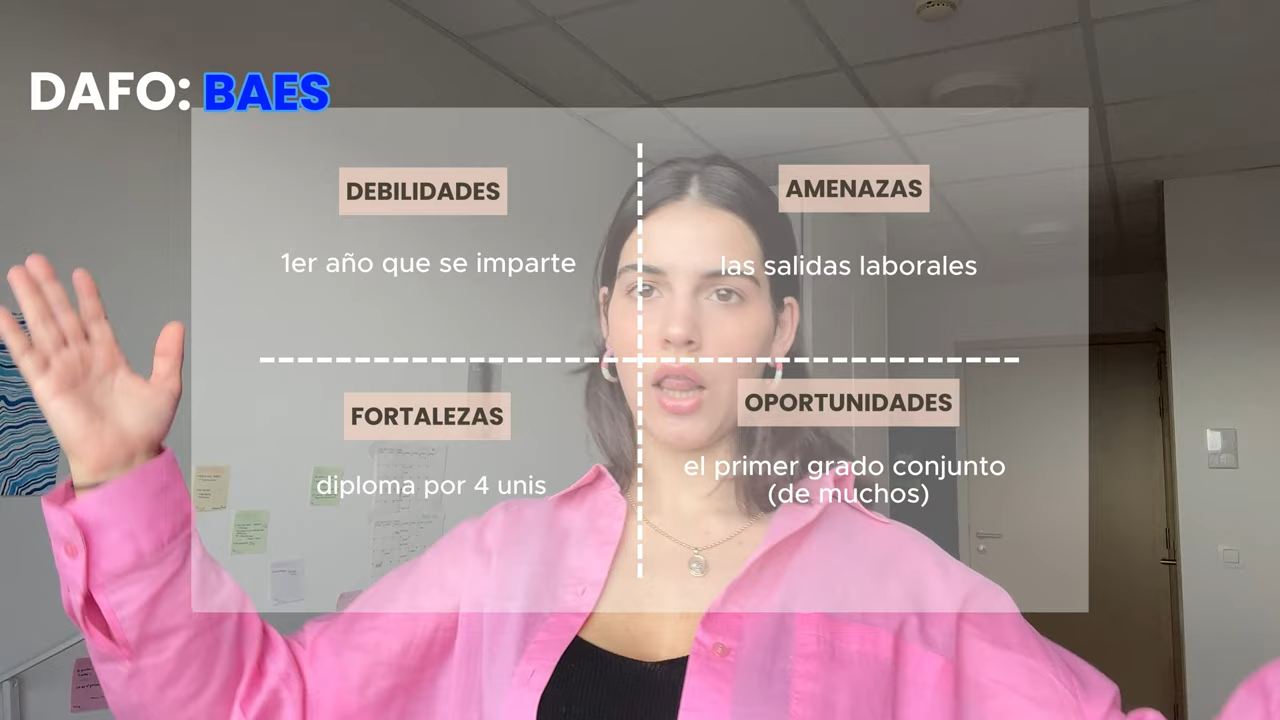 DAFO: BAES
DEBILIDADES
1er año que se imparte
AMENAZAS
las salidas laborales
FORTALEZAS
diploma por 4 unis
OPORTUNIDADES
el primer grado conjunto
(de muchos)